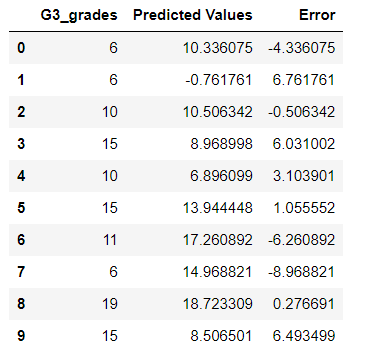 G3_grades Predicted Values Error
0 6 10.336075 -4.336075
1 6 -0.761761 6.761761
2 10 10.506342 -0.506342
3 15 8.968998 6.031002
4 10 6.896099 3.103901
5 15 13.944448 1.055552
6 11 17.260892 -6.260892
7 6 14.968821 -8.968821
8 19 18.723309 0.276691
9 15 8.506501 6.493499